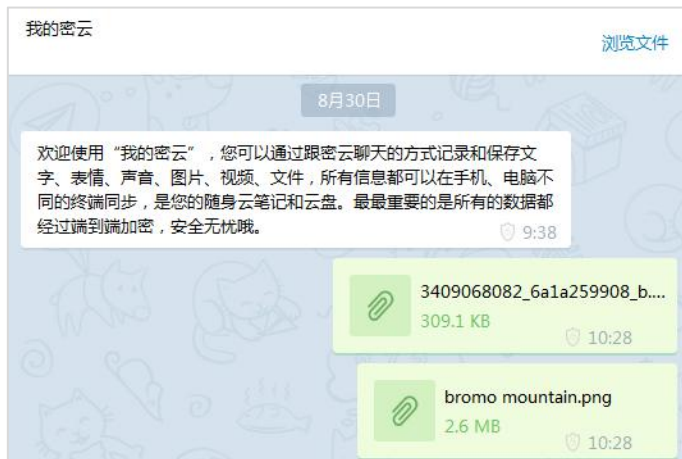 我的密云
浏览文件
8月30日
欢迎使用“我的密云”，您可以通过跟密云聊天的方式记录和保存文
字、表情、声音、图片、视频、文件，所有信息都可以在手机、电脑不
同的终端同步，是您的随身云笔记和云盘。最最重要的是所有的数据都
经过端到端加密，安全无忧哦。
9:38
3409068082_6a1a259908_b....
309.1 KB
10:28
bromo mountain.png
2.6 MB
10:28